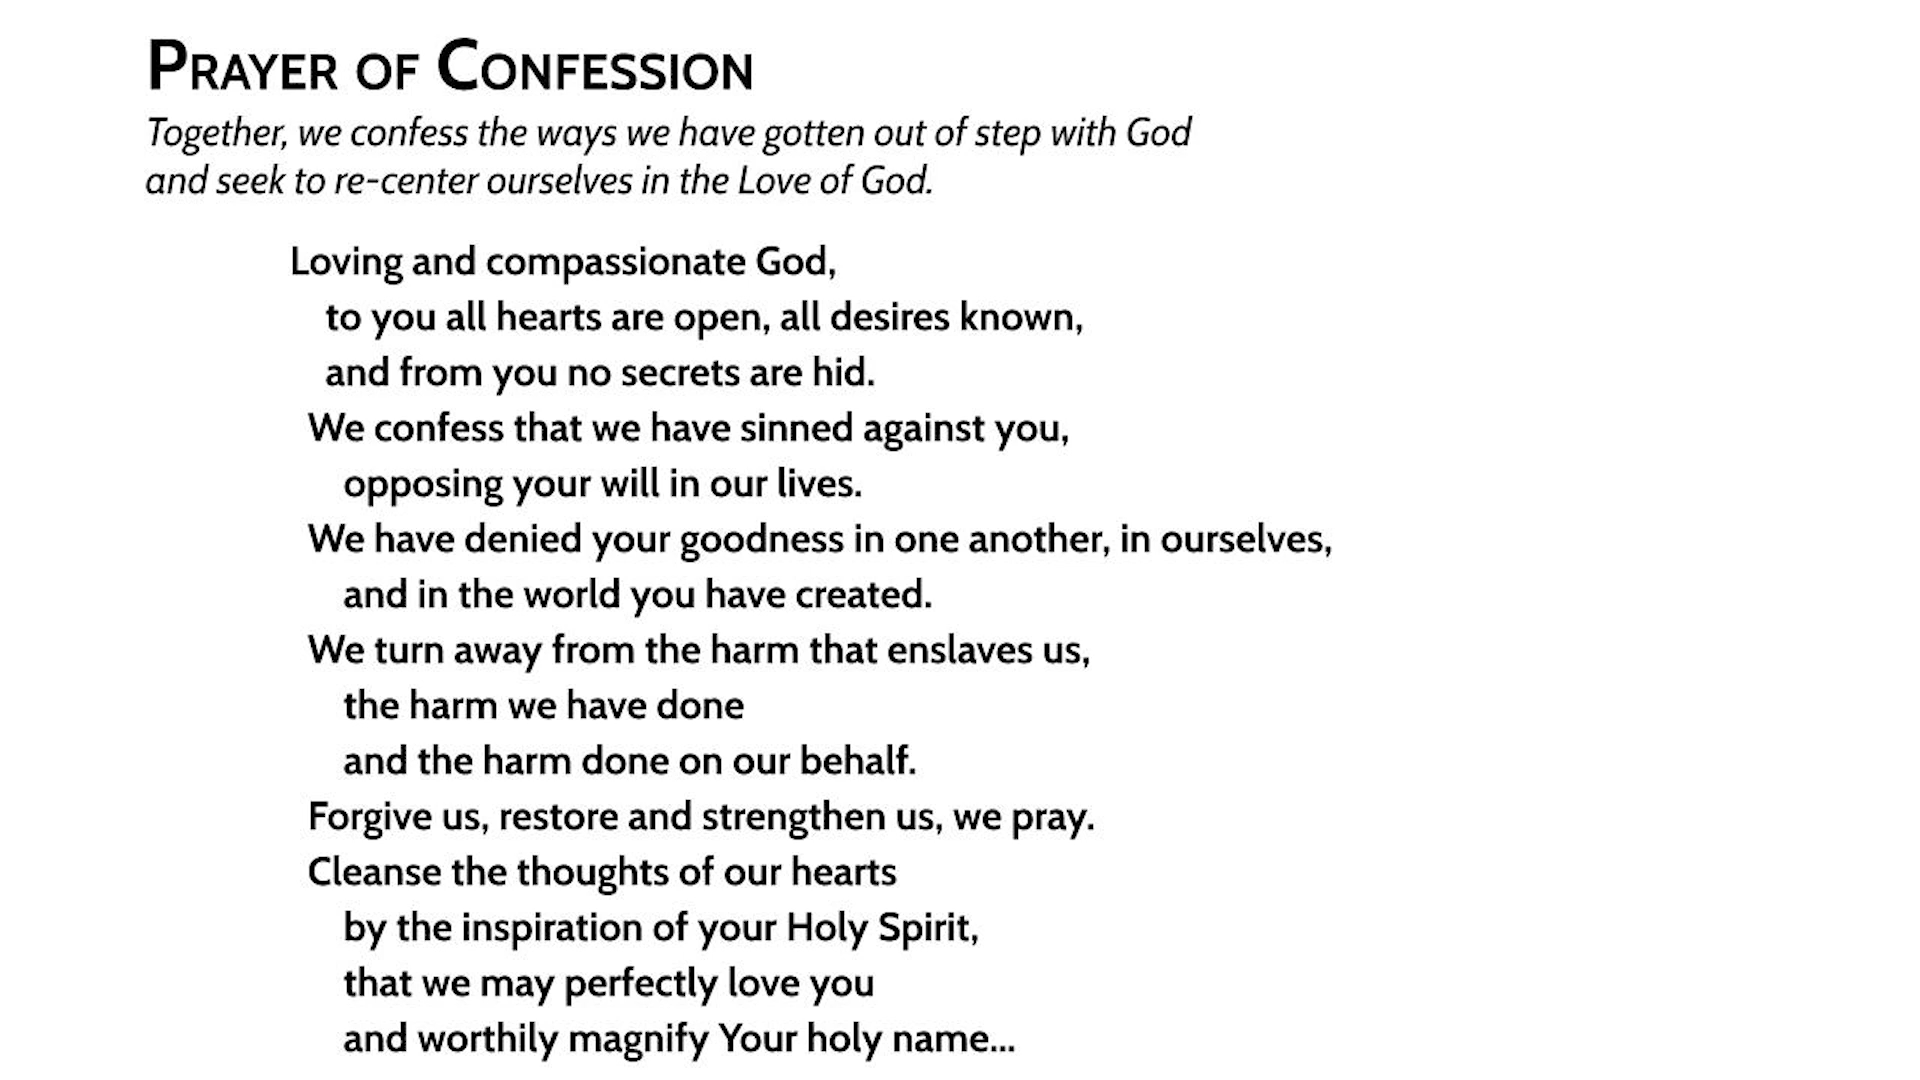 Prayer of Confession
Together, we confess the ways we have gotten out of step with God
and seek to re-center ourselves in the Love of God.
Loving and compassionate God,
to you all hearts are open, all desires known,
and from you no secrets are hid.
We confess that we have sinned against you,
opposing your will in our lives.
We have denied your goodness in one another, in ourselves,
and in the world you have created.
We turn away from the harm that enslaves us,
the harm we have done
and the harm done on our behalf.
Forgive us, restore and strengthen us, we pray.
Cleanse the thoughts of our hearts
by the inspiration of your Holy Spirit,
that we may perfectly love you
and worthily magnify Your holy name...